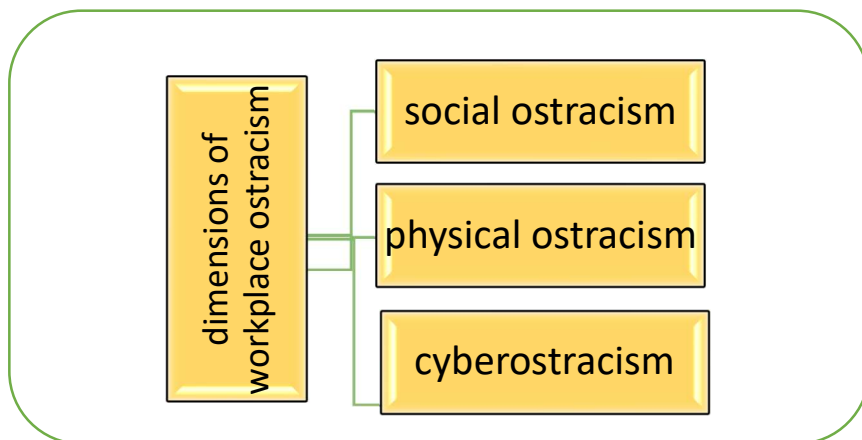 dimensions of
workplace ostracism
social ostracism
physical ostracism
cyberostracism